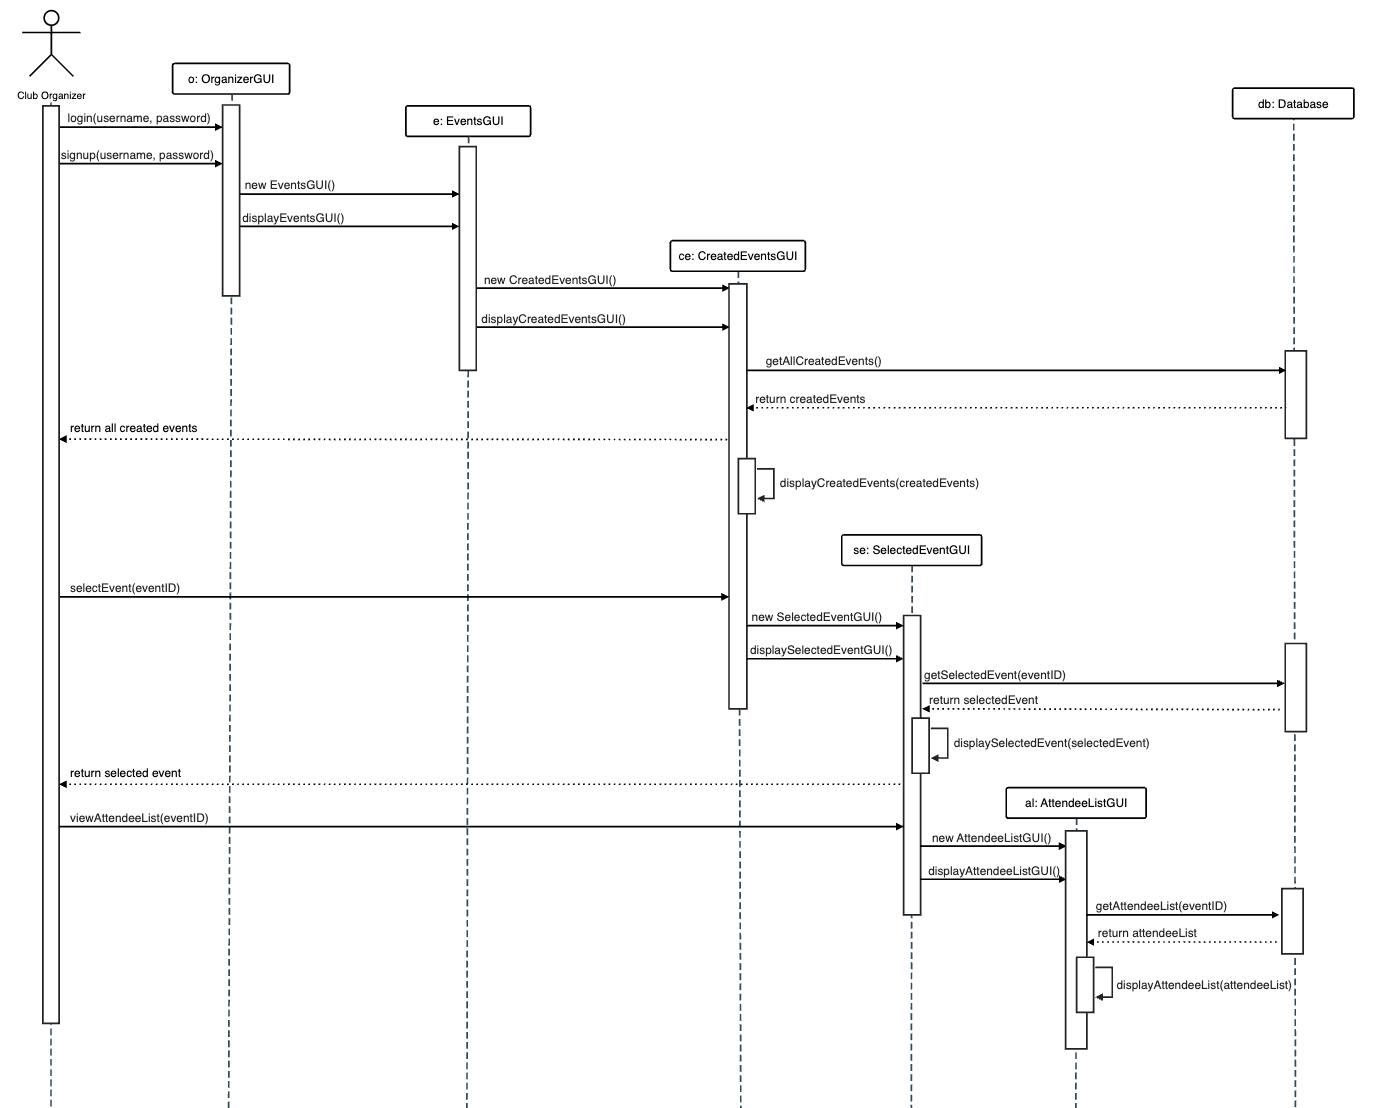 Club Organizer
o: OrganizerGUI
e: EventsGUI
db: Database
login(username, password)
signup(username, password)
new EventsGUI()
displayEventsGUI()
ce: CreatedEventsGUI
new CreatedEventsGUI()
displayCreatedEventsGUI()
getAllCreatedEvents()
return createdEvents
return all created events
displayCreatedEvents(createdEvents)
se: SelectedEventGUI
selectEvent(eventID)
new SelectedEventGUI()
displaySelectedEventGUI()
getSelectedEvent(eventID)
return selectedEvent
displaySelectedEvent(selectedEvent)
return selected event
al: AttendeeListGUI
viewAttendeeList(eventID)
new AttendeeListGUI()
displayAttendeeListGUI()
getAttendeeList(eventID)
return attendeeList
displayAttendeeList(attendeeList)